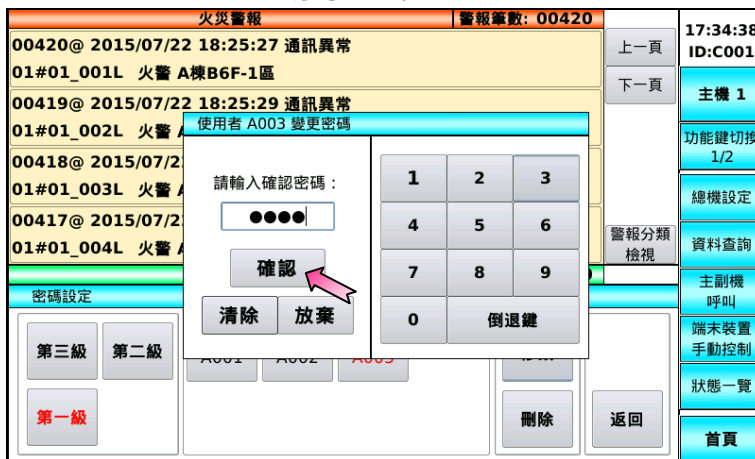 火災警報
警報筆數: 00420
00420@ 2015/07/22 18:25:27 通訊異常
01#01_001L 火警 A棟B6F-1區
00419@ 2015/07/22 18:25:29 通訊異常
01#01_002L 火警
00418@ 2015/07/2
01#01_003L 火警
00417@ 2015/07/2
01#01_004L 火警
上一頁
下一頁
警報分類
檢視
17:34:38
ID:C001
主機 1
功能鍵切換
1/2
總機設定
資料查詢
主副機
呼叫
端末裝置
手動控制
狀態一覽
首頁
使用者 A003 變更密碼
請輸入確認密碼：
●●●●
確認
清除
放棄
1 2 3
4 5 6
7 8 9
0 倒退鍵
密碼設定
第三級
第二級
第一級
A001
A002
A003
刪除
返回